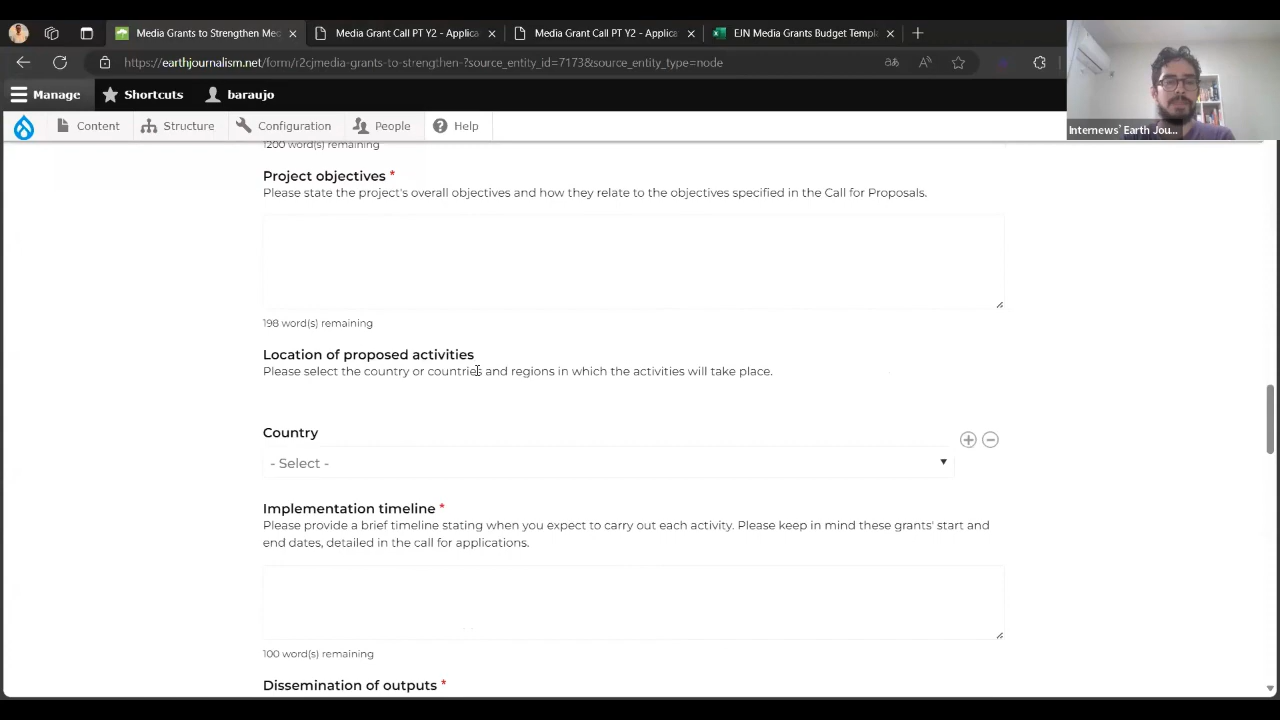 Media Grants to Strengthen Med
Media Grant Call PT Y2 - Applica
Media Grant Call PT Y2 - Applica
EJN Media Grants Budget Templ
https://earthjournalism.net/form/r2cjmedia-grants-to-strengthen-?source_entity_id=7173&source_entity_type=node
Manage
Shortcuts
baraujo
Content
Structure
Configuration
People
Help
Internews' Earth Jou...
1200 word(s) remaining
Project objectives *
Please state the project's overall objectives and how they relate to the objectives specified in the Call for Proposals.
198 word(s) remaining
Location of proposed activities
Please select the country or countries and regions in which the activities will take place.
Country
- Select -
Implementation timeline *
Please provide a brief timeline stating when you expect to carry out each activity. Please keep in mind these grants' start and
end dates, detailed in the call for applications.
100 word(s) remaining
Dissemination of outputs *